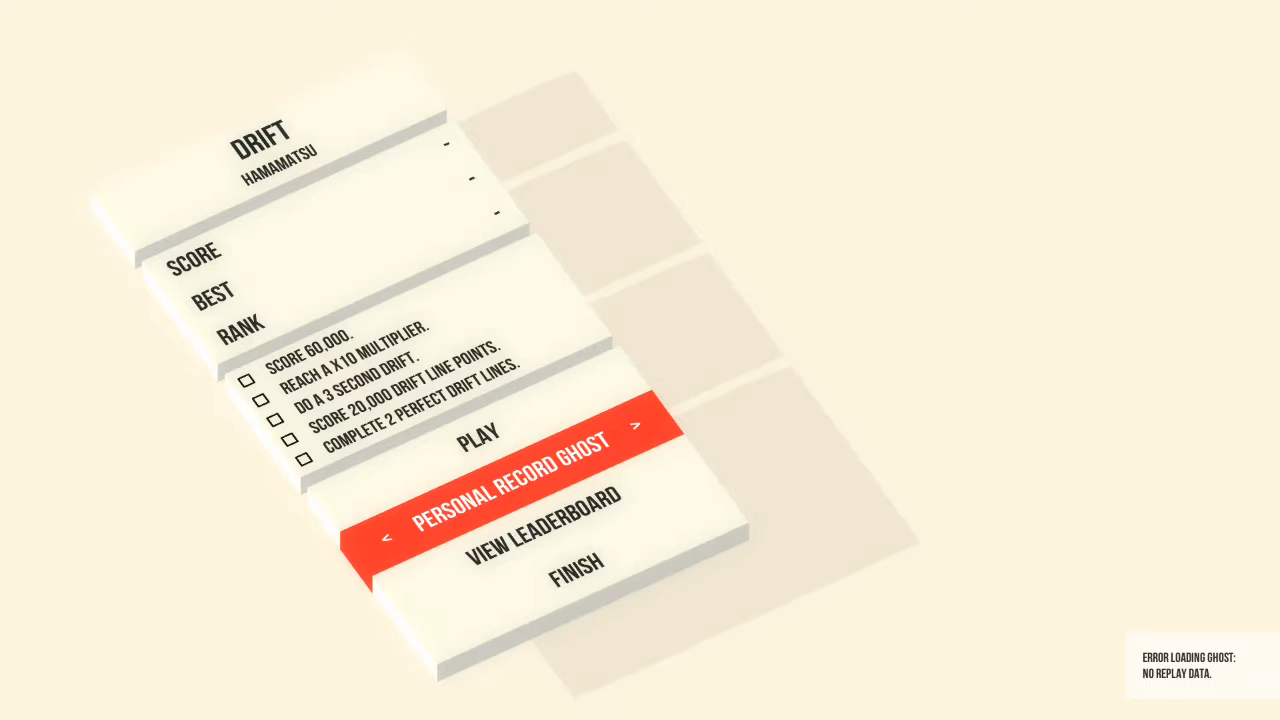 DRIFT
HAMAMATSU
SCORE -
BEST -
RANK -
SCORE 60,000.
REACH A X10 MULTIPLIER.
DO A 3 SECOND DRIFT.
SCORE 20,000 DRIFT LINE POINTS.
COMPLETE 2 PERFECT DRIFT LINES.
PLAY
< PERSONAL RECORD GHOST >
VIEW LEADERBOARD
FINISH
ERROR LOADING GHOST:
NO REPLAY DATA.